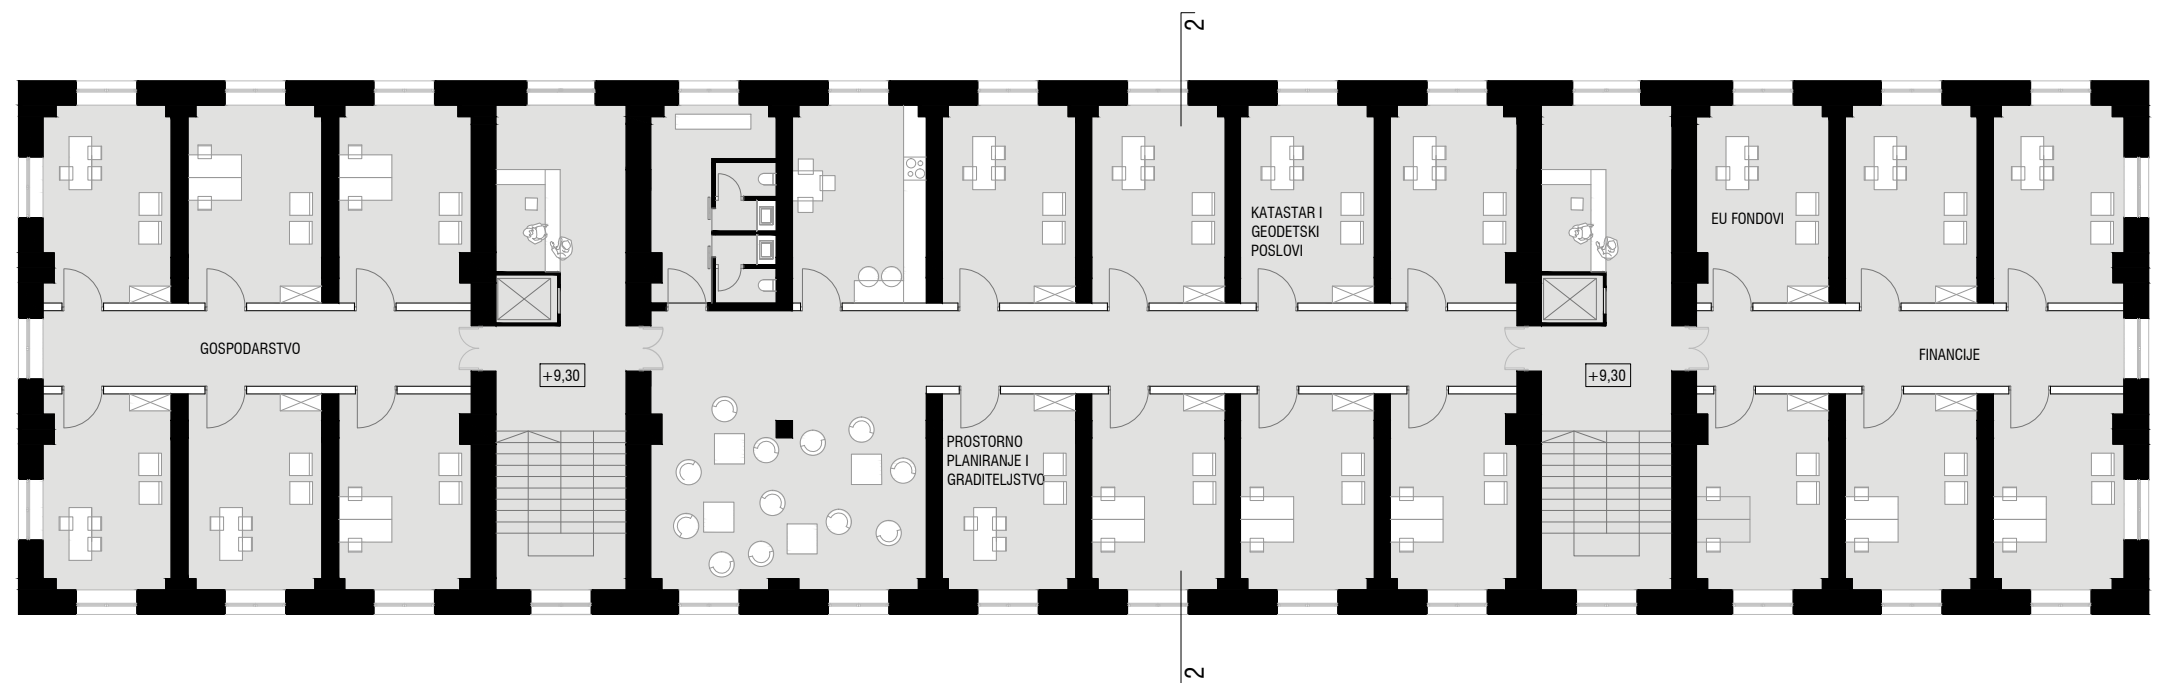 2
KATASTAR I
GEODETSKI
POSLOVI
EU FONDOVI
GOSPODARSTVO
FINANCIJE
+9,30
+9,30
PROSTORNO
PLANIRANJE I
GRADITELJSTVO
2